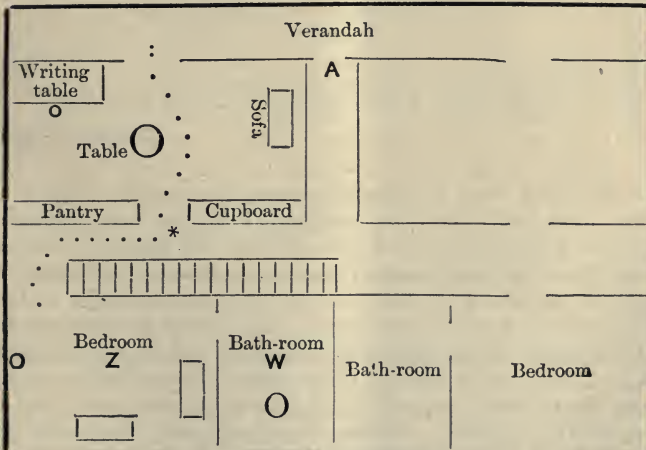 Verandah
Writing
table
A
Sofa
Table
Pantry
Cupboard
*
Bedroom
Z
Bath-room
W
Bath-room
Bedroom